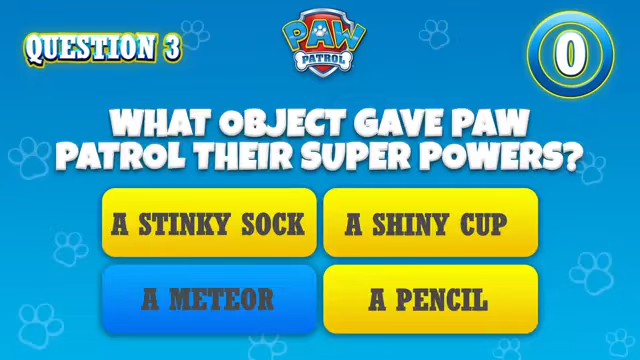 QUESTION 3
PAW
PATROL
0
WHAT OBJECT GAVE PAW
PATROL THEIR SUPER POWERS?
A STINKY SOCK
A SHINY CUP
A METEOR
A PENCIL